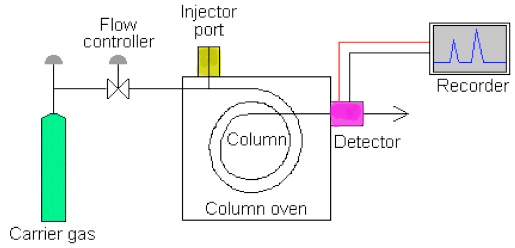 Flow
controller
Injector
port
Recorder
Column
Detector
Column oven
Carrier gas